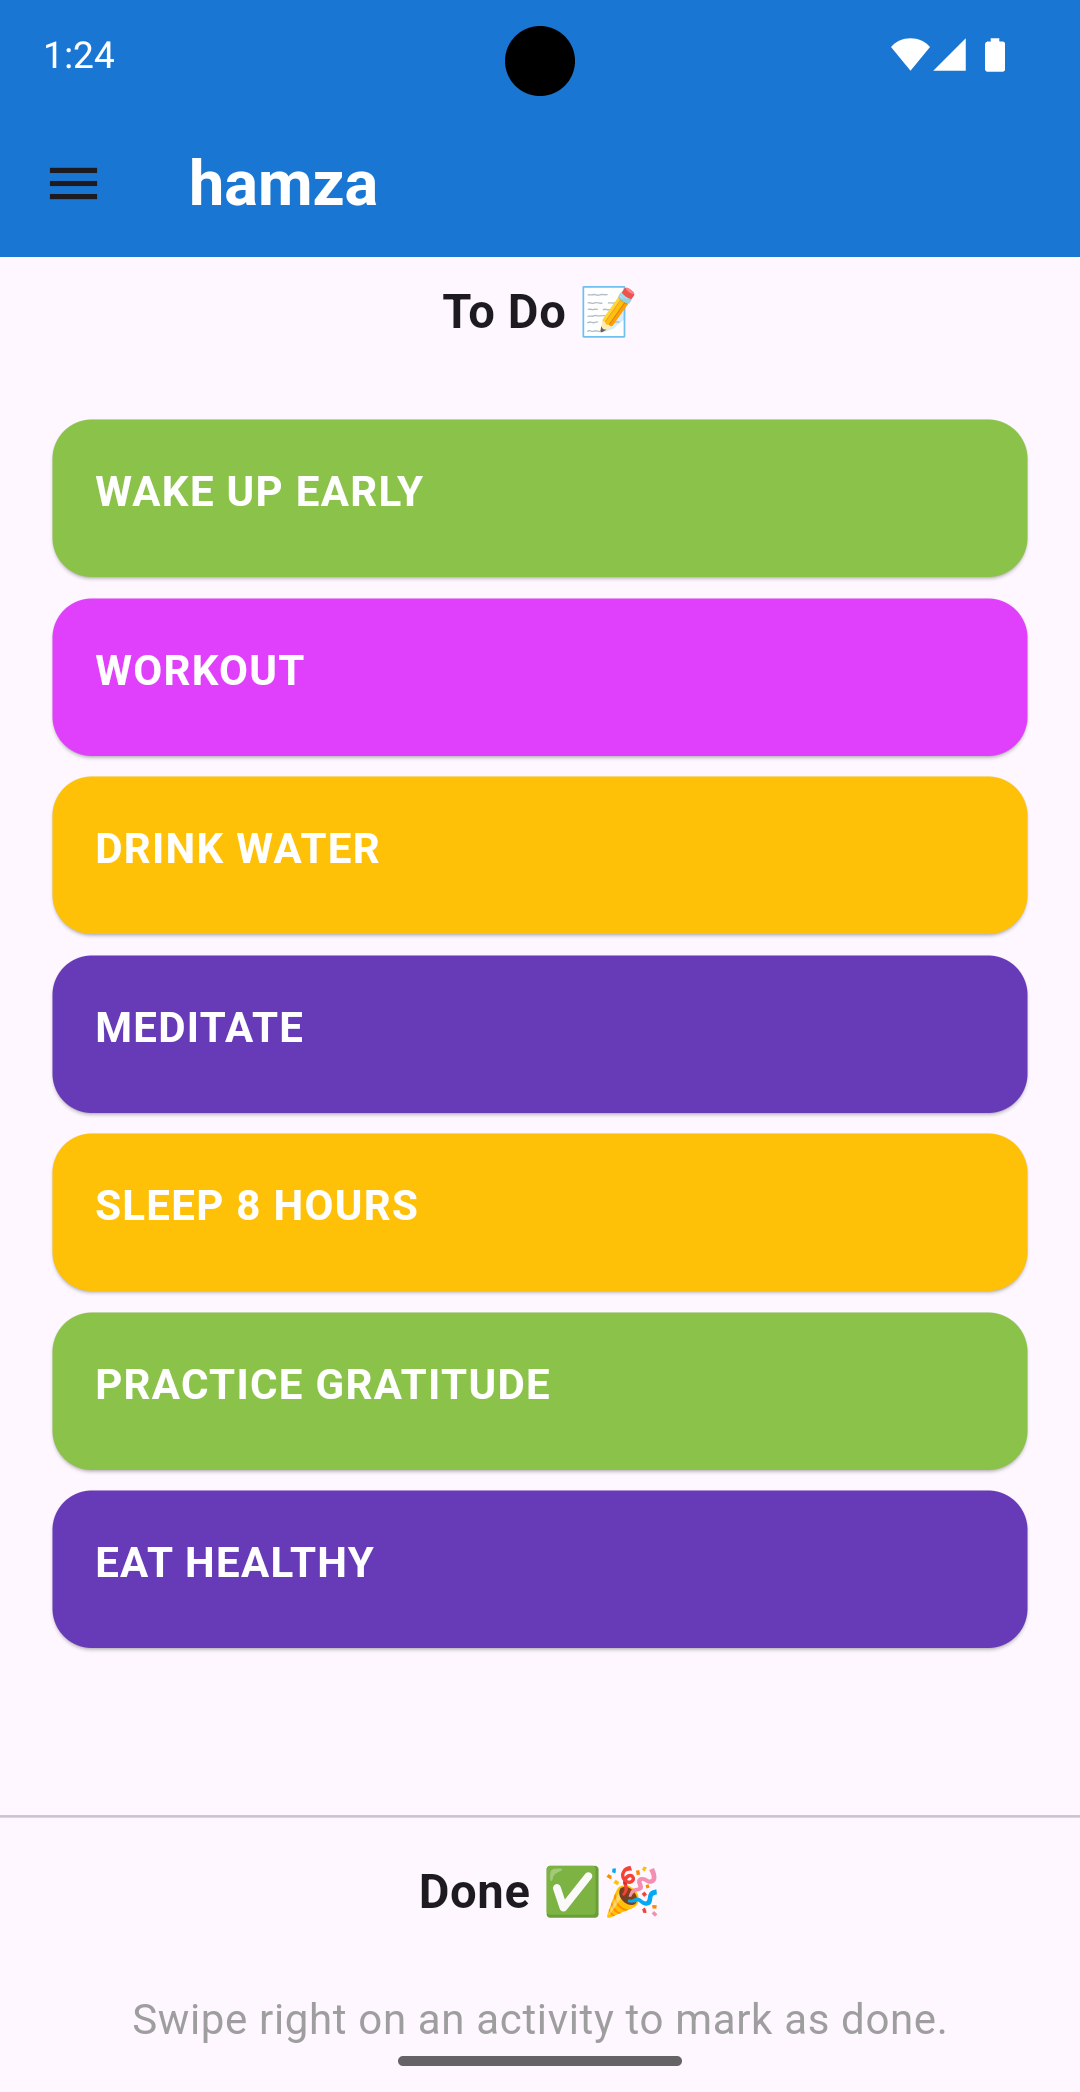 1:24
hamza
To Do 📝
WAKE UP EARLY
WORKOUT
DRINK WATER
MEDITATE
SLEEP 8 HOURS
PRACTICE GRATITUDE
EAT HEALTHY
Done ✅🎉
Swipe right on an activity to mark as done.